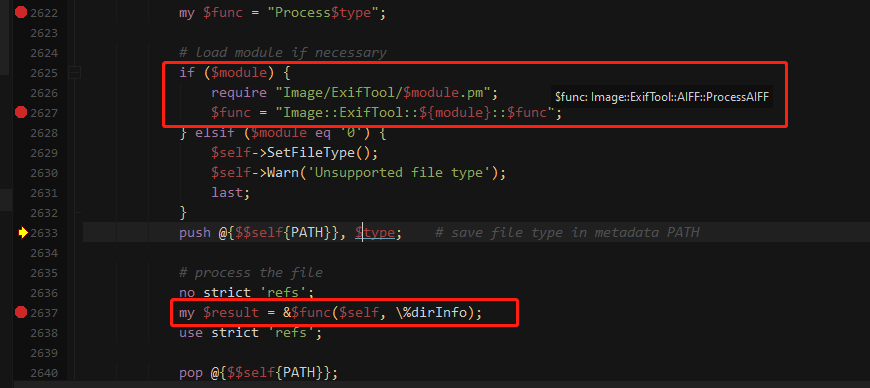 2622 my $func = "Process$type";
2623
2624 # load module if necessary
2625 if ($module) {
2626 require "Image/ExifTool/$module.pm";
$func: Image::ExifTool::AIFF::ProcessAIFF
2627 $func = "Image::ExifTool::${module}::$func";
2628 } elsif ($module eq '0') {
2629 $self->SetFileType();
2630 $self->Warn('Unsupported file type');
2631 last;
2632 }
2633 push @{$$self{PATH}}, $type; # save file type in metadata PATH
2634
2635 # process the file
2636 no strict 'refs';
2637 my $result = &$func($self, \%dirInfo);
2638 use strict 'refs';
2639
2640 pop @{$$self{PATH}};